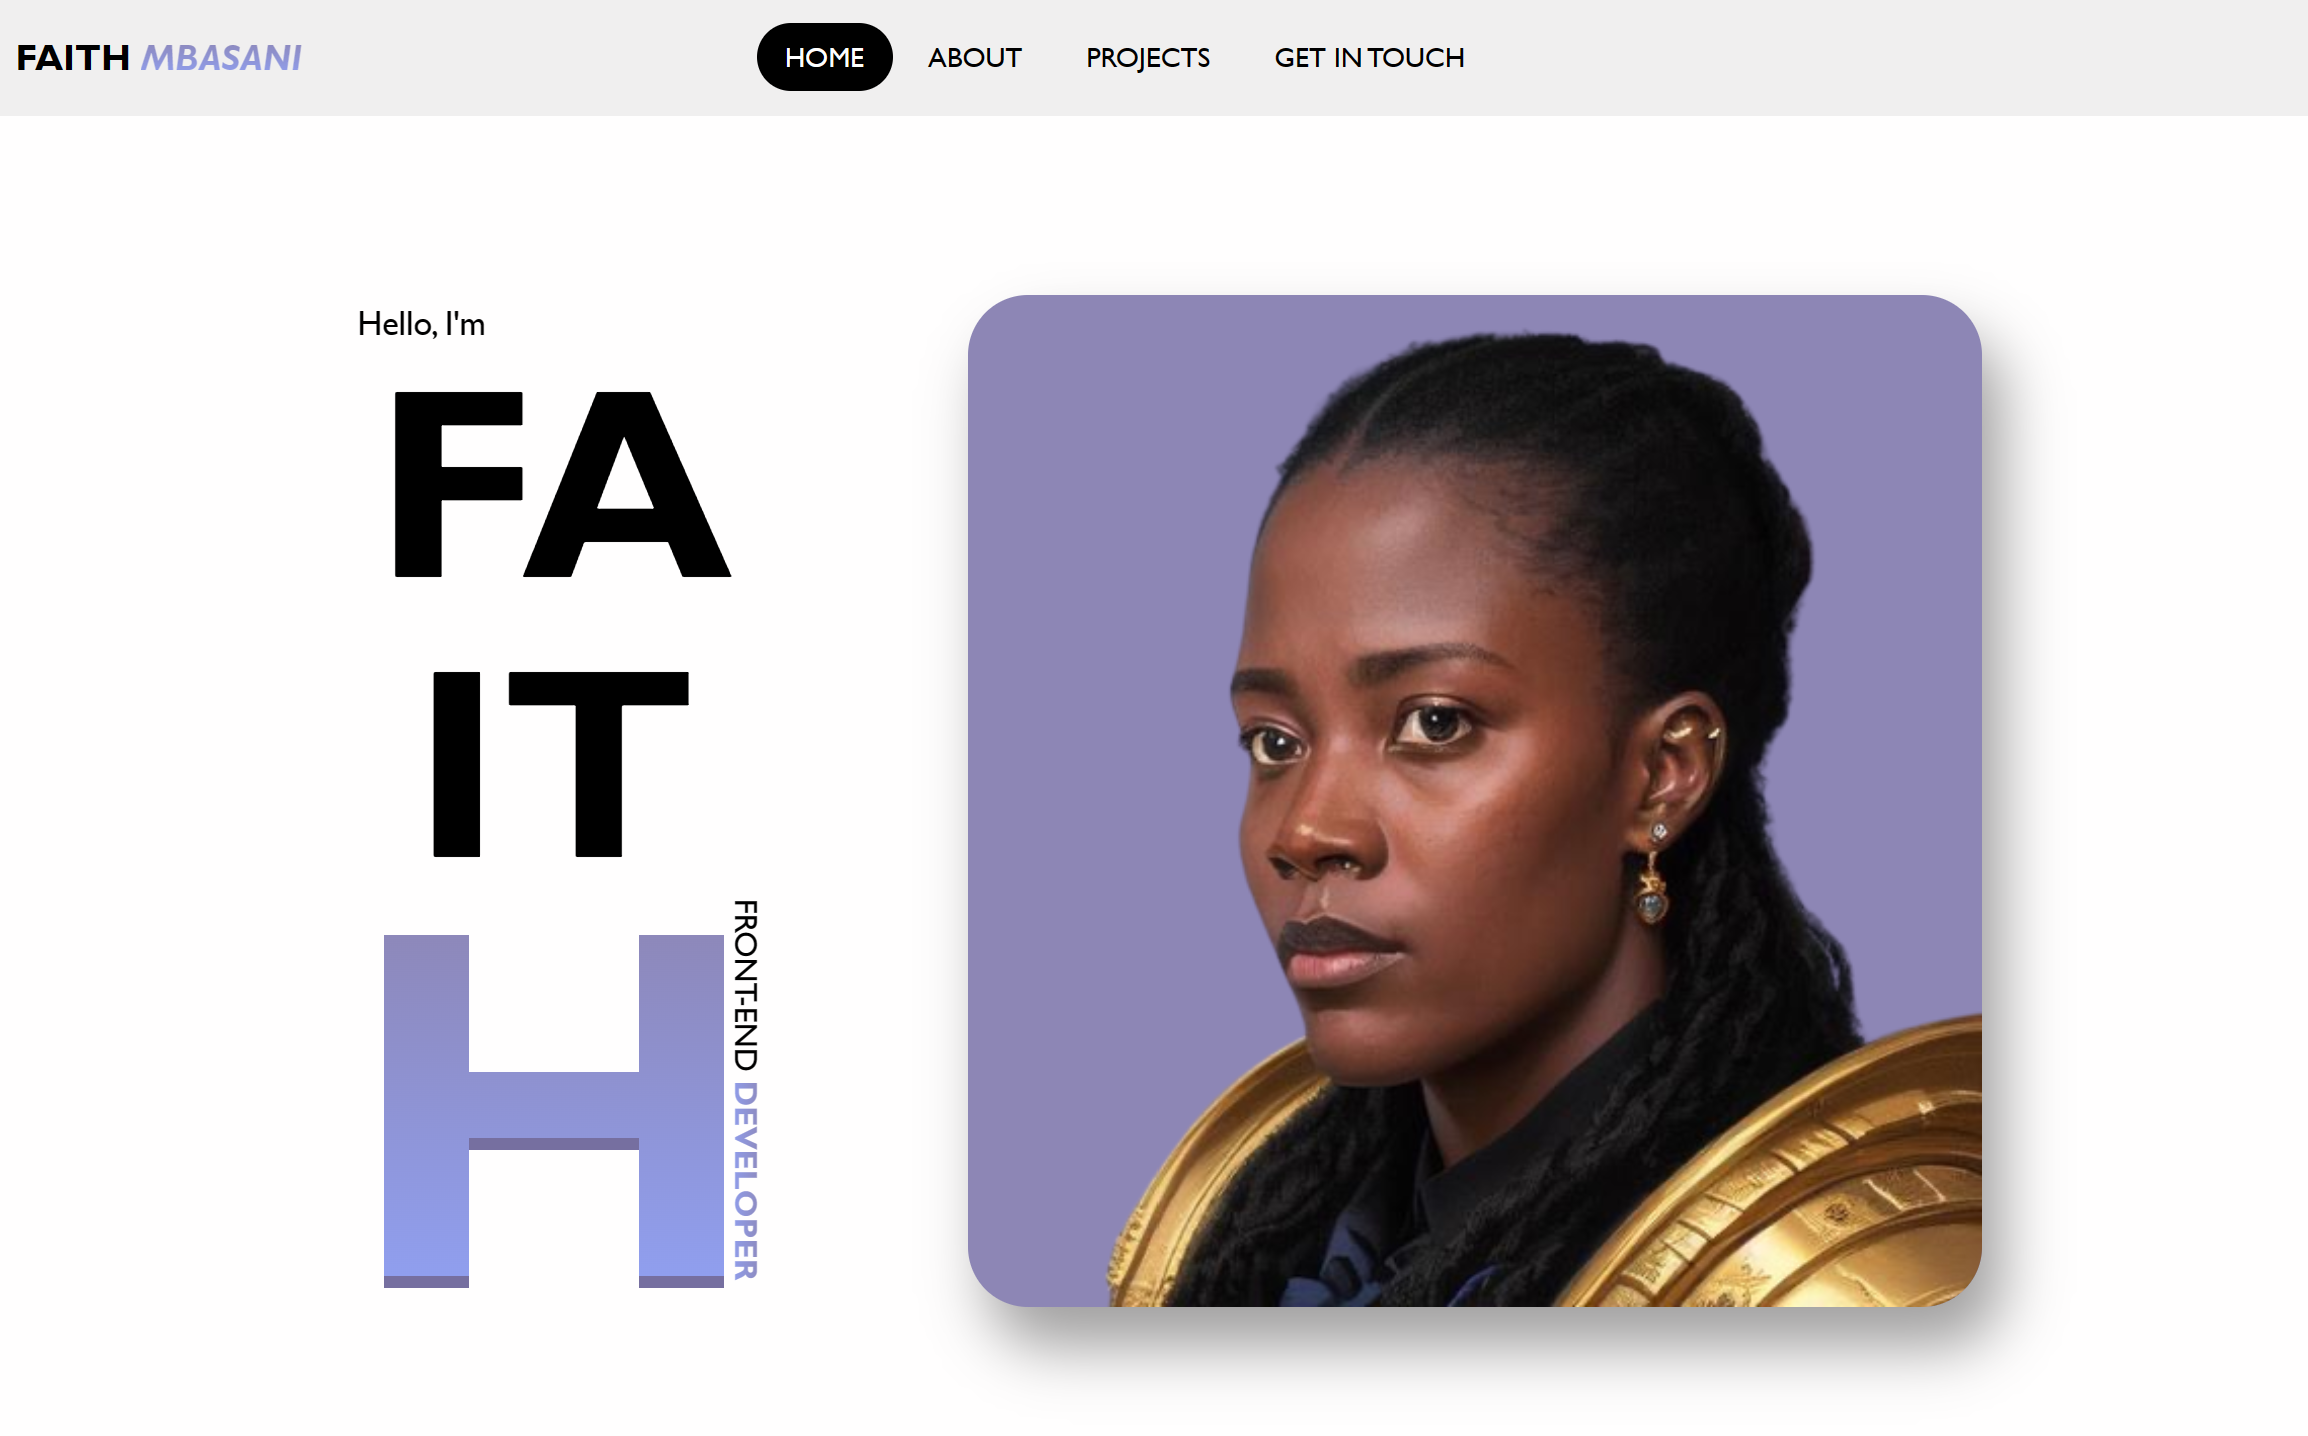 FAITH MBASANI
HOME ABOUT PROJECTS GET IN TOUCH
Hello, I'm
FA
IT
H
FRONT-END DEVELOPER